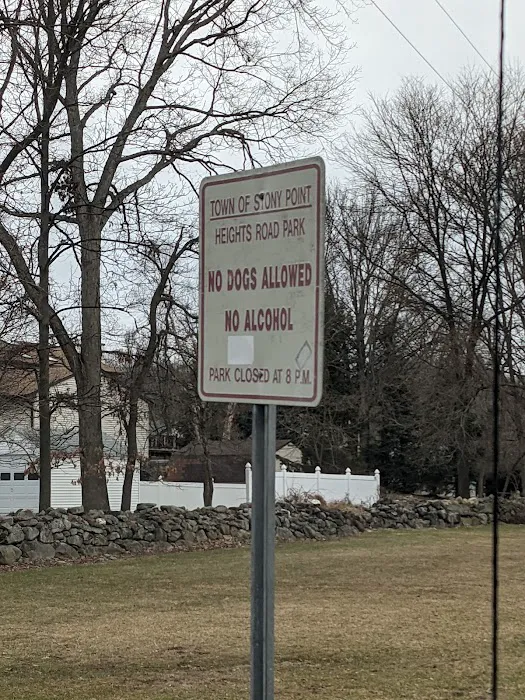 TOWN OF STONY POINT
HEIGHTS ROAD PARK
NO DOGS ALLOWED
NO ALCOHOL
PARK CLOSED AT 8 P.M.